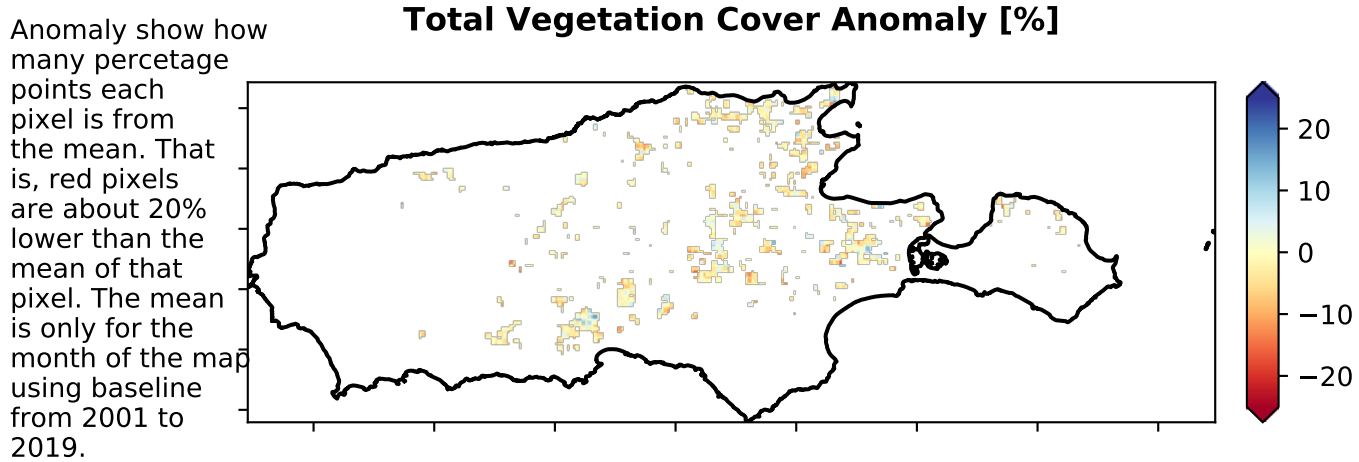 Total Vegetation Cover Anomaly [%]
Anomaly show how
many percetage
points each
pixel is from
the mean. That
is, red pixels
are about 20%
lower than the
mean of that
pixel. The mean
is only for the
month of the map
using baseline
from 2001 to
2019.
20
10
0
−10
−20